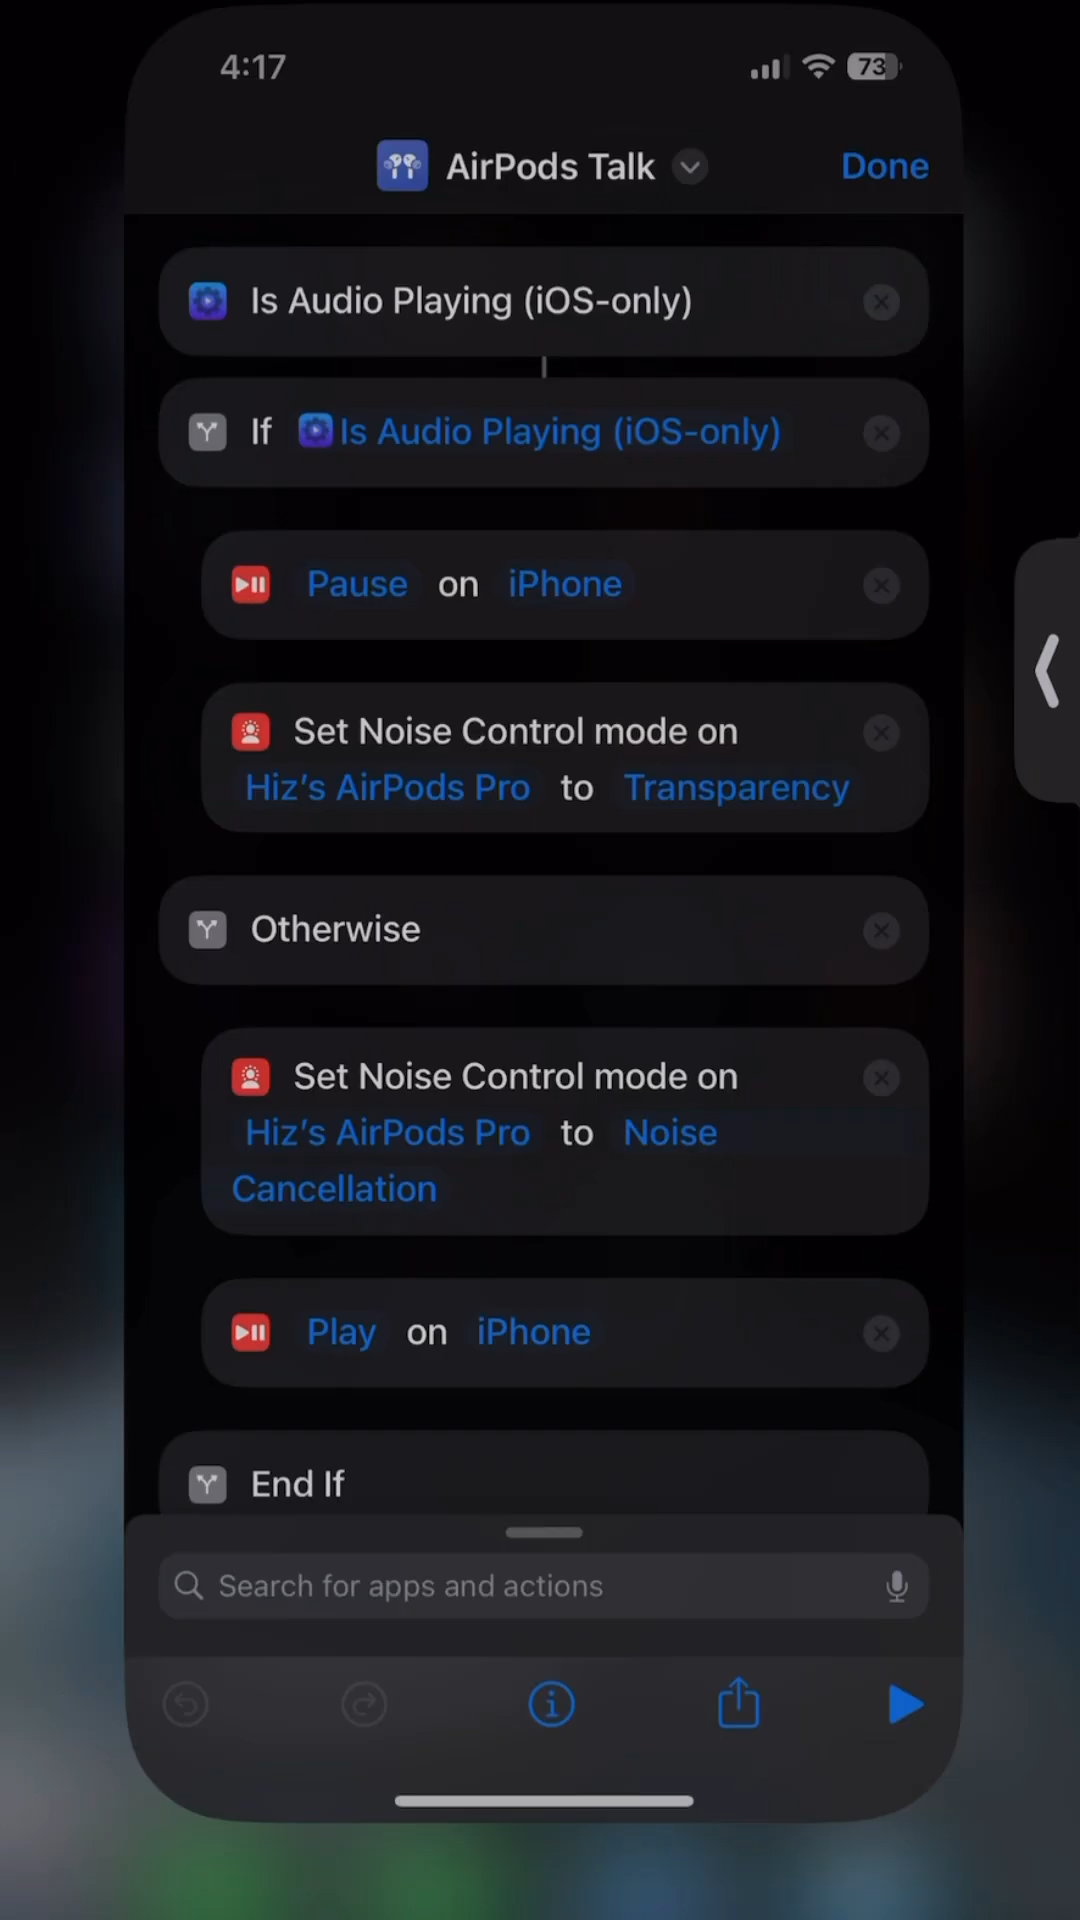 4:17
73
AirPods Talk
Done
Is Audio Playing (iOS-only)
If Is Audio Playing (iOS-only)
Pause on iPhone
Set Noise Control mode on
Hiz's AirPods Pro to Transparency
Otherwise
Set Noise Control mode on
Hiz's AirPods Pro to Noise
Cancellation
Play on iPhone
End If
Search for apps and actions